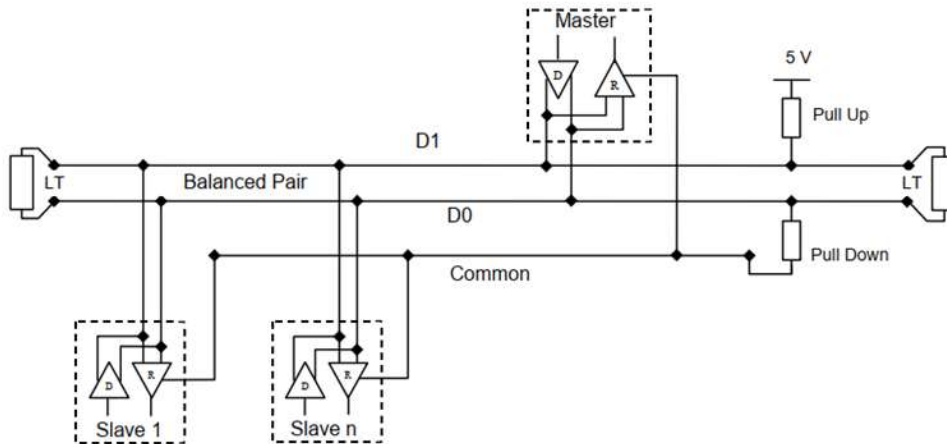 Master
D
R
5 V
Pull Up
D1
LT
Balanced Pair
LT
D0
Common
Pull Down
D
R
Slave 1
D
R
Slave n